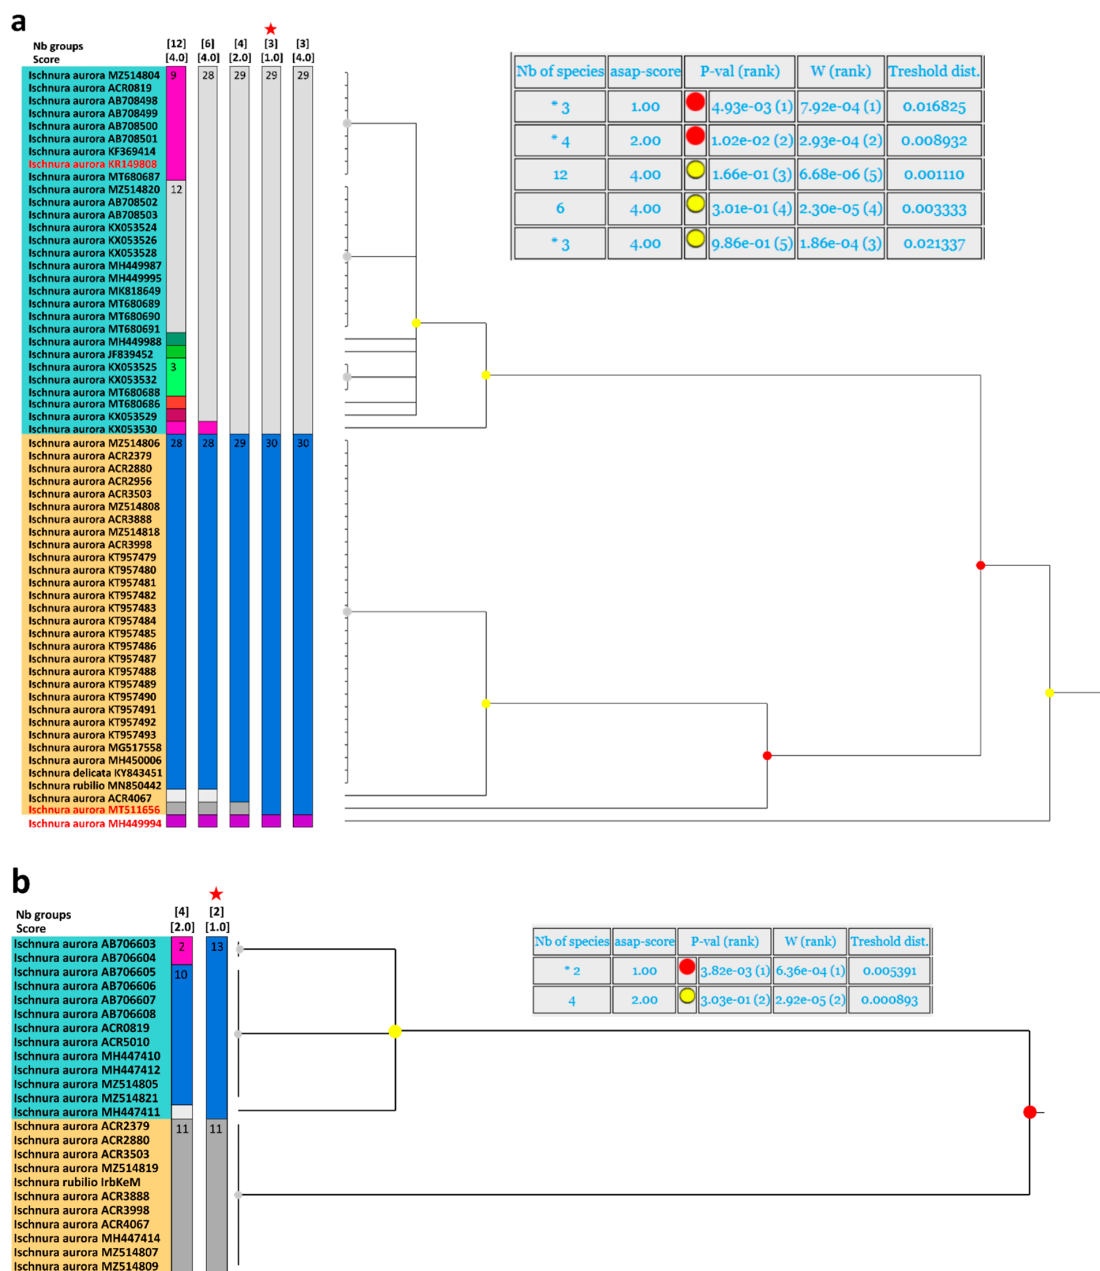 a
Nb groups [12] [6] [4] [3] [3]
Score [4.0] [4.0] [2.0] [1.0] [4.0]
Ischnura aurora MZ514804 9 28 29 29 29
Ischnura aurora ACR0819
Ischnura aurora AB708498
Ischnura aurora AB708499
Ischnura aurora AB708500
Ischnura aurora AB708501
Ischnura aurora KF369414
Ischnura aurora KR149808
Ischnura aurora MT680687
Ischnura aurora MZ514820 12
Ischnura aurora AB708502
Ischnura aurora AB708503
Ischnura aurora KX053524
Ischnura aurora KX053526
Ischnura aurora KX053528
Ischnura aurora MH449987
Ischnura aurora MH449995
Ischnura aurora MK818649
Ischnura aurora MT680689
Ischnura aurora MT680690
Ischnura aurora MT680691
Ischnura aurora MH449988
Ischnura aurora JF839452
Ischnura aurora KX053525 3
Ischnura aurora KX053532
Ischnura aurora MT680688
Ischnura aurora MT680686
Ischnura aurora KX053529
Ischnura aurora KX053530
Ischnura aurora MZ514806 28 28 29 30 30
Ischnura aurora ACR2379
Ischnura aurora ACR2880
Ischnura aurora ACR2956
Ischnura aurora ACR3503
Ischnura aurora MZ514808
Ischnura aurora ACR3888
Ischnura aurora MZ514818
Ischnura aurora ACR3998
Ischnura aurora KT957479
Ischnura aurora KT957480
Ischnura aurora KT957481
Ischnura aurora KT957482
Ischnura aurora KT957483
Ischnura aurora KT957484
Ischnura aurora KT957485
Ischnura aurora KT957486
Ischnura aurora KT957487
Ischnura aurora KT957488
Ischnura aurora KT957489
Ischnura aurora KT957490
Ischnura aurora KT957491
Ischnura aurora KT957492
Ischnura aurora KT957493
Ischnura aurora MG517558
Ischnura aurora MH450006
Ischnura delicata KY843451
Ischnura rubilio MN850442
Ischnura aurora ACR4067
Ischnura aurora MT511656
Ischnura aurora MH449994
Nb of species asap-score P-val (rank) W (rank) Treshold dist.
* 3 1.00 4.93e-03 (1) 7.92e-04 (1) 0.016825
* 4 2.00 1.02e-02 (2) 2.93e-04 (2) 0.008932
12 4.00 1.66e-01 (3) 6.68e-06 (5) 0.001110
6 4.00 3.01e-01 (4) 2.30e-05 (4) 0.003333
* 3 4.00 9.86e-01 (5) 1.86e-04 (3) 0.021337
b
Nb groups [4] [2]
Score [2.0] [1.0]
Ischnura aurora AB706603 2 13
Ischnura aurora AB706604
Ischnura aurora AB706605 10
Ischnura aurora AB706606
Ischnura aurora AB706607
Ischnura aurora AB706608
Ischnura aurora ACR0819
Ischnura aurora ACR5010
Ischnura aurora MH447410
Ischnura aurora MH447412
Ischnura aurora MZ514805
Ischnura aurora MZ514821
Ischnura aurora MH447411
Ischnura aurora ACR2379 11 11
Ischnura aurora ACR2880
Ischnura aurora ACR3503
Ischnura aurora MZ514819
Ischnura rubilio IrbKeM
Ischnura aurora ACR3888
Ischnura aurora ACR3998
Ischnura aurora ACR4067
Ischnura aurora MH447414
Ischnura aurora MZ514807
Ischnura aurora MZ514809
Nb of species asap-score P-val (rank) W (rank) Treshold dist.
* 2 1.00 3.82e-03 (1) 6.36e-04 (1) 0.005391
4 2.00 3.03e-01 (2) 2.92e-05 (2) 0.000893